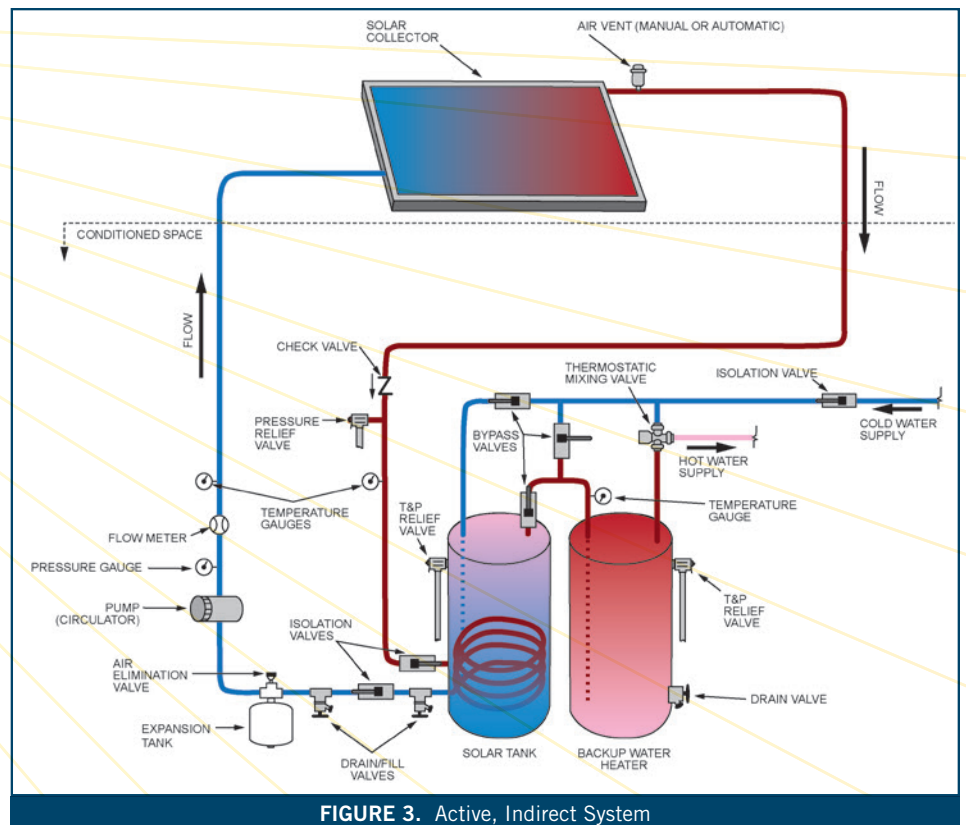 SOLAR
COLLECTOR
AIR VENT (MANUAL OR AUTOMATIC)
FLOW
CONDITIONED SPACE
FLOW
CHECK VALVE
THERMOSTATIC
MIXING VALVE
ISOLATION VALVE
PRESSURE
RELIEF
VALVE
BYPASS
VALVES
COLD WATER
SUPPLY
HOT WATER
SUPPLY
TEMPERATURE
GAUGES
T&P
RELIEF
VALVE
TEMPERATURE
GAUGE
FLOW METER
PRESSURE GAUGE
PUMP
(CIRCULATOR)
ISOLATION
VALVES
T&P
RELIEF
VALVE
AIR
ELIMINATION
VALVE
EXPANSION
TANK
DRAIN/FILL
VALVES
SOLAR TANK
BACKUP WATER
HEATER
DRAIN VALVE
FIGURE 3. Active, Indirect System